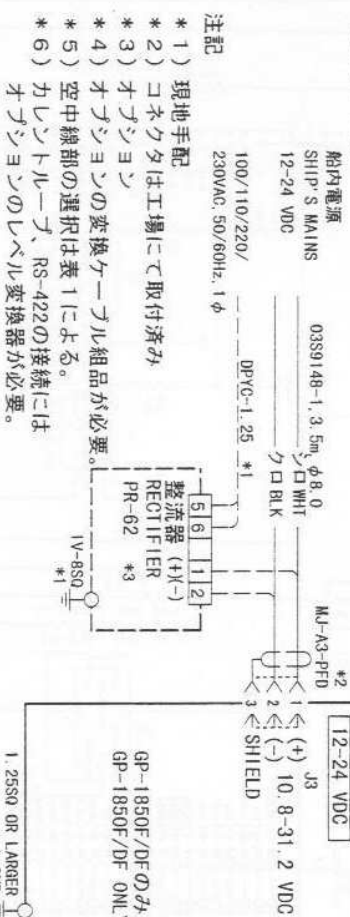 船内電源
SHIP'S MAINS
12-24 VDC
03S9148-1, 3.5m, φ8.0
シロ WHT
クロ BLK
*2
MJ-A3-PFD
12-24 VDC
J3
1 (+) 10.8-31.2 VDC
2 (-)
3 SHIELD
100/110/220/
230VAC, 50/60Hz, 1φ
DPYC-1.25 *1
5 6 1 2
(+)(-)
整流器
RECTIFIER
PR-62 *3
IV-8SQ
*1
GP-1850F/DFのみ
GP-1850F/DF ONLY
1.25SQ OR LARGER
注記
*1) 現地手配
*2) コネクタは工場にて取付済み
*3) オプション
*4) オプションの変換ケーブル組品が必要。
*5) 空中線部の選択は表1による。
*6) カレントループ、RS-422の接続には
オプションのレベル変換器が必要。